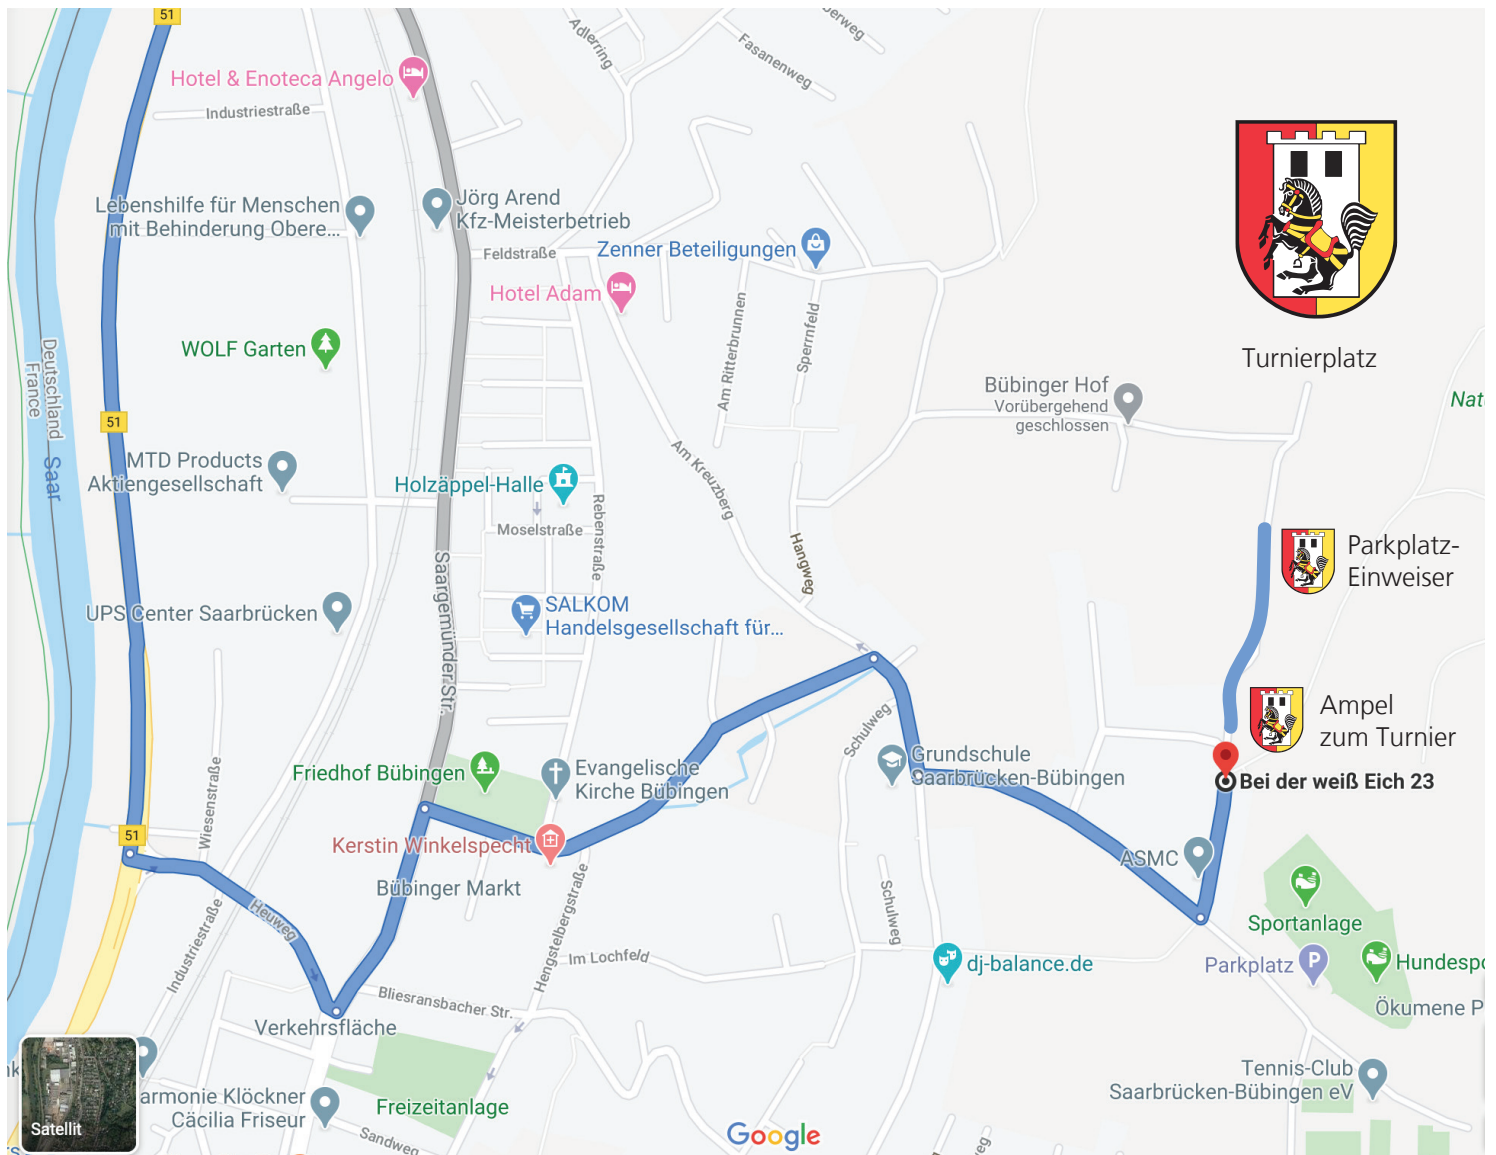 51
Adlerring
Fasanenweg
Hotel & Enoteca Angelo
Industriestraße
Lebenshilfe für Menschen
mit Behinderung Obere...
Jörg Arend
Kfz-Meisterbetrieb
Feldstraße
Zenner Beteiligungen
Hotel Adam
Turnierplatz
Deutschland
France
Saar
WOLF Garten
Am Ritterbrunnen
Sperrnfeld
Bübinger Hof
Vorübergehend
geschlossen
51
MTD Products
Aktiengesellschaft
Holzäppel-Halle
Moselstraße
Rebenstraße
Am Kreuzberg
Hangweg
Parkplatz-
Einweiser
Saargemünder Str.
UPS Center Saarbrücken
SALKOM
Handelsgesellschaft für...
Ampel
zum Turnier
Schulweg
Grundschule
Saarbrücken-Bübingen
Bei der weiß Eich 23
Friedhof Bübingen
Evangelische
Kirche Bübingen
Wiesenstraße
51
Kerstin Winkelspecht
Bübinger Markt
ASMC
Heuweg
Industriestraße
Hengstelbergstraße
Schulweg
Im Lochfeld
dj-balance.de
Sportanlage
Parkplatz
P
Hundespo
Ökumene P
Bliesransbacher Str.
Verkehrsfläche
Tennis-Club
Saarbrücken-Bübingen eV
armonie Klöckner
Cäcilia Friseur
Freizeitanlage
Sandweg
Satellit
Google